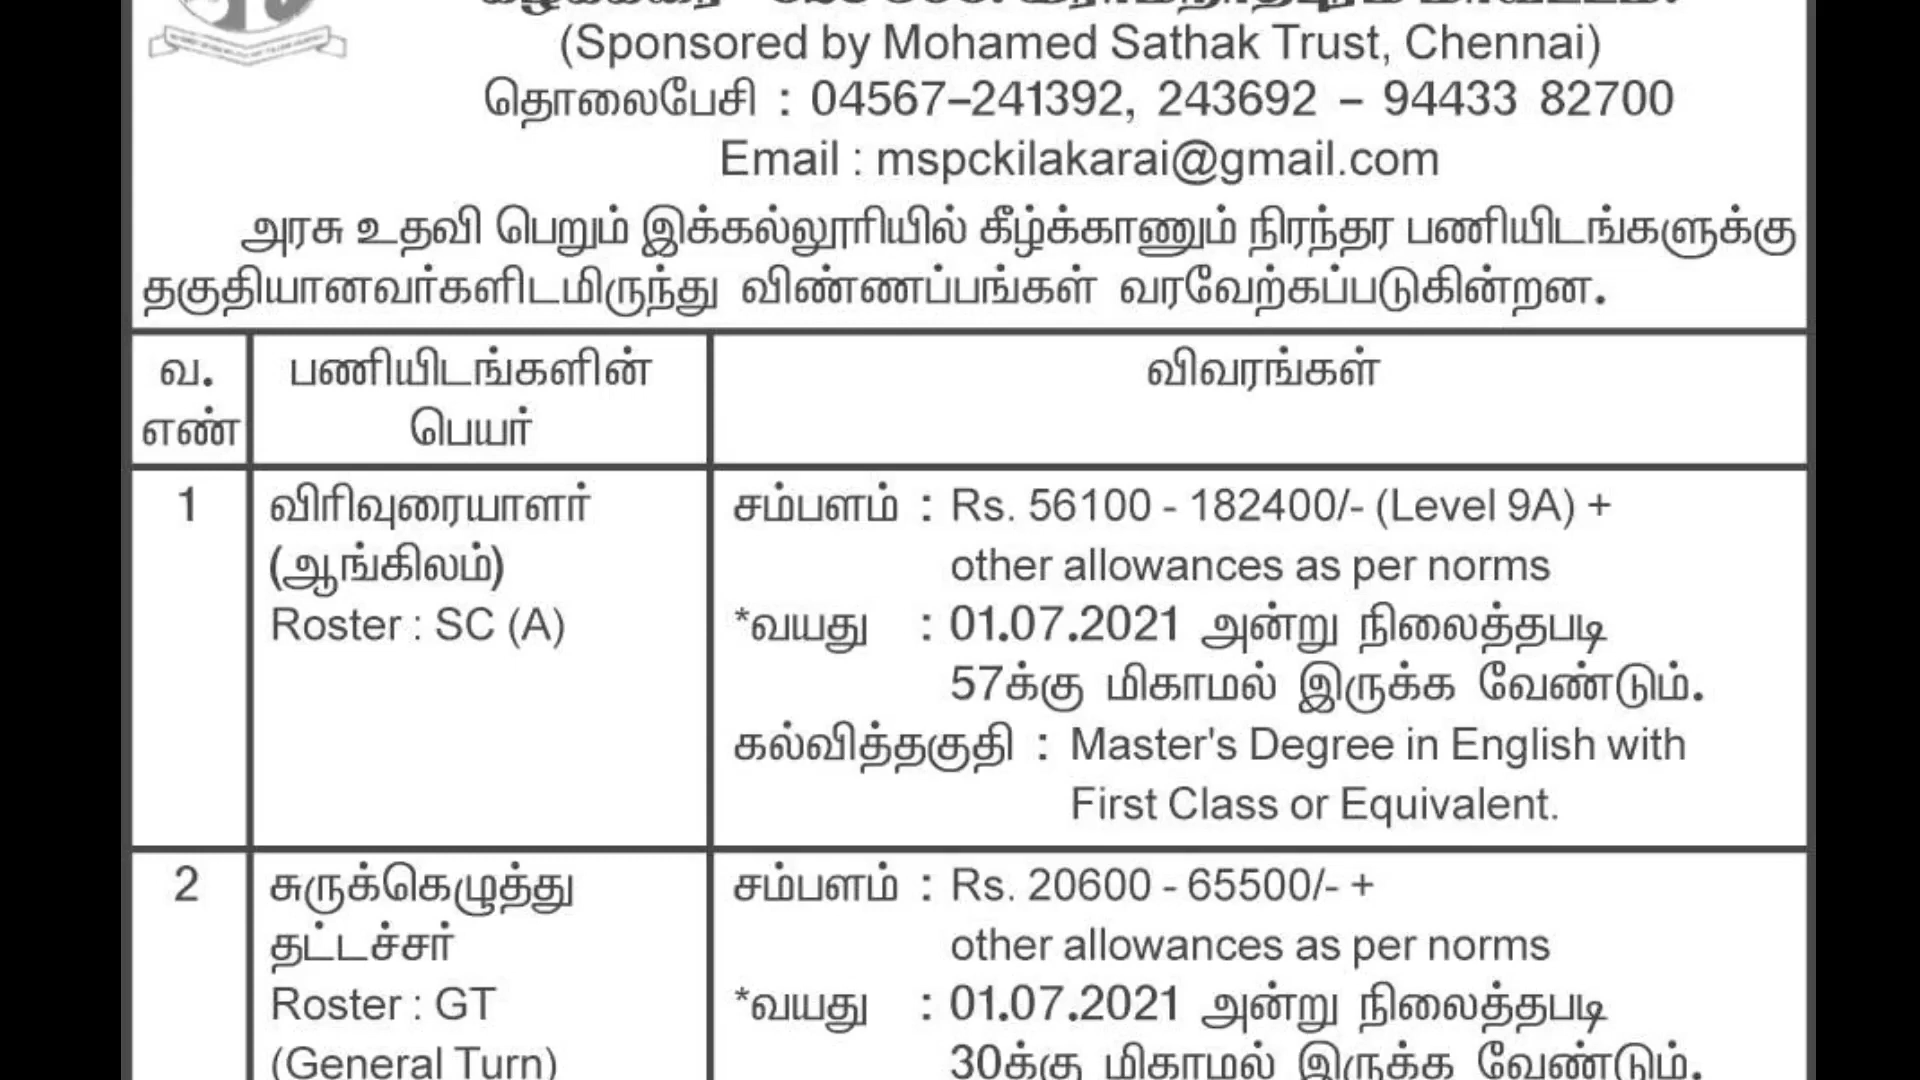 (Sponsored by Mohamed Sathak Trust, Chennai)
தொலைபேசி : 04567–241392, 243692 – 94433 82700
Email : mspckilakarai@gmail.com
அரசு உதவி பெறும் இக்கல்லூரியில் கீழ்க்காணும் நிரந்தர பணியிடங்களுக்கு
தகுதியானவர்களிடமிருந்து விண்ணப்பங்கள் வரவேற்கப்படுகின்றன.
வ.
எண்
பணியிடங்களின்
பெயர்
விவரங்கள்
1
விரிவுரையாளர்
(ஆங்கிலம்)
Roster : SC (A)
சம்பளம் : Rs. 56100 - 182400/- (Level 9A) +
other allowances as per norms
*வயது : 01.07.2021 அன்று நிலைத்தபடி
57க்கு மிகாமல் இருக்க வேண்டும்.
கல்வித்தகுதி : Master's Degree in English with
First Class or Equivalent.
2
சுருக்கெழுத்து
தட்டச்சர்
Roster : GT
(General Turn)
சம்பளம் : Rs. 20600 - 65500/- +
other allowances as per norms
*வயது : 01.07.2021 அன்று நிலைத்தபடி
30க்கு மிகாமல் இருக்க வேண்டும்.